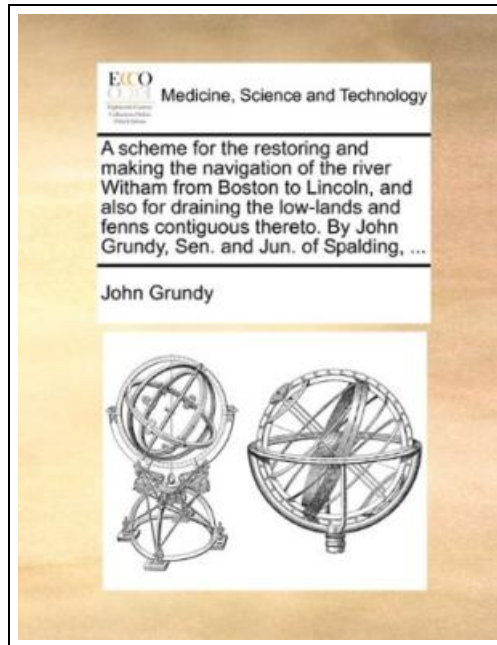 ECCO
Medicine, Science and Technology
A scheme for the restoring and
making the navigation of the river
Witham from Boston to Lincoln, and
also for draining the low-lands and
fenns contiguous thereto. By John
Grundy, Sen. and Jun. of Spalding, ...
John Grundy